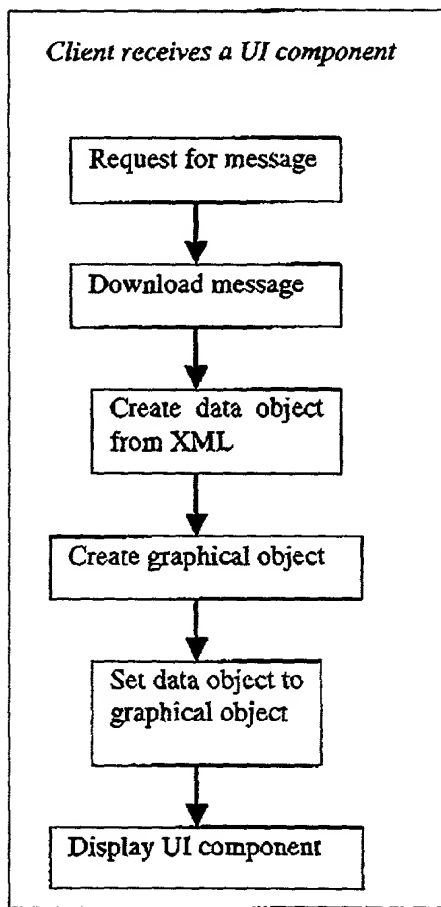 Client receives a UI component
Request for message
Download message
Create data object
from XML
Create graphical object
Set data object to
graphical object
Display UI component